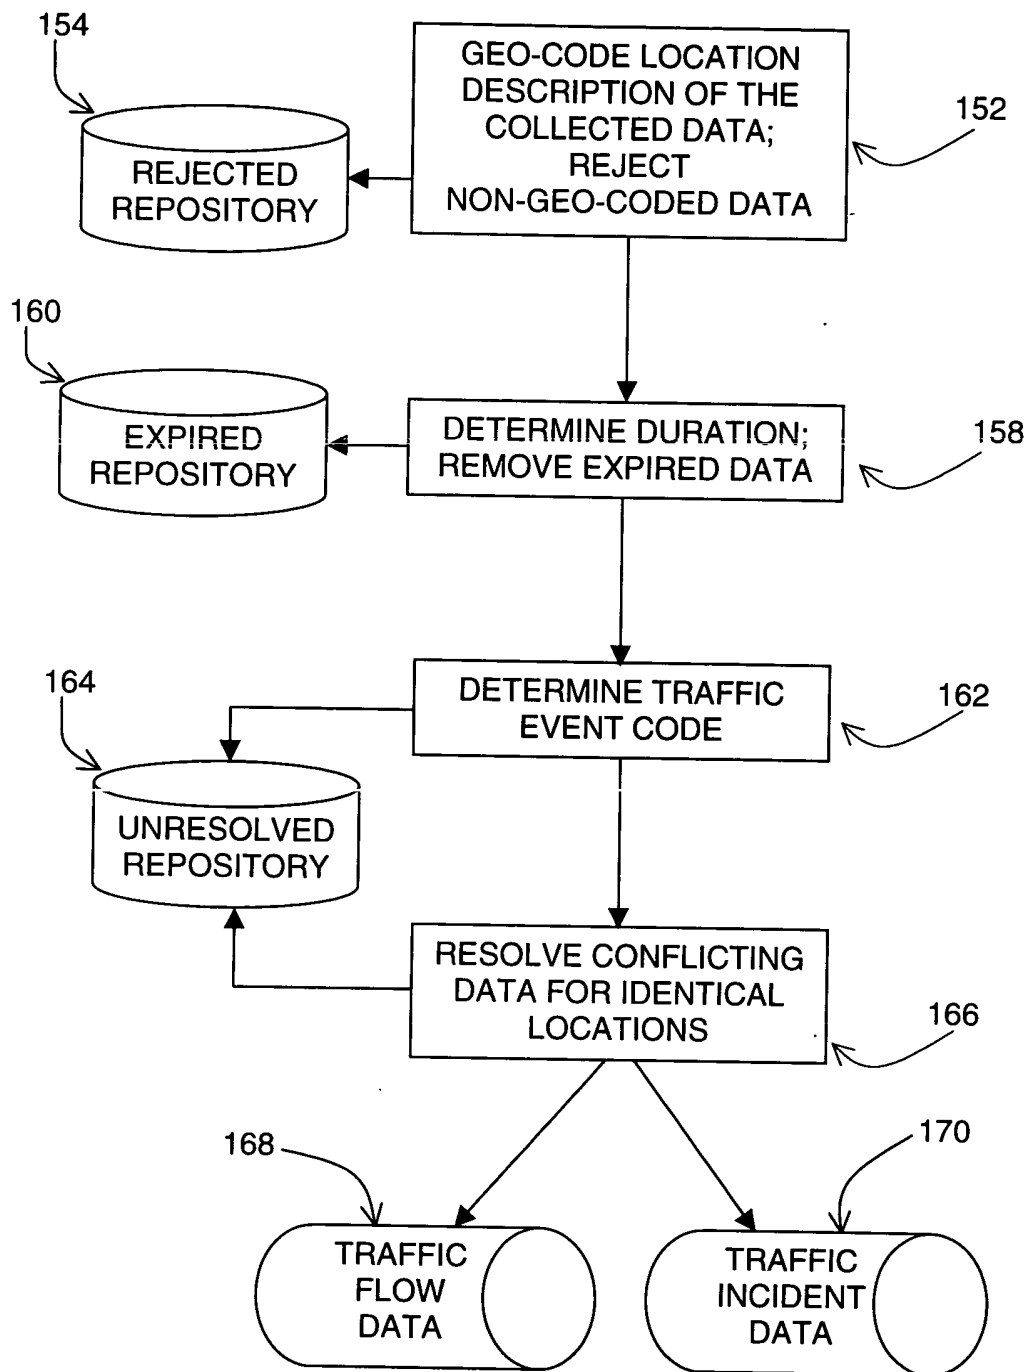 154
GEO-CODE LOCATION
DESCRIPTION OF THE
COLLECTED DATA;
REJECT
NON-GEO-CODED DATA
152
REJECTED
REPOSITORY
160
EXPIRED
REPOSITORY
DETERMINE DURATION;
REMOVE EXPIRED DATA
158
164
DETERMINE TRAFFIC
EVENT CODE
162
UNRESOLVED
REPOSITORY
RESOLVE CONFLICTING
DATA FOR IDENTICAL
LOCATIONS
166
168
170
TRAFFIC
FLOW
DATA
TRAFFIC
INCIDENT
DATA